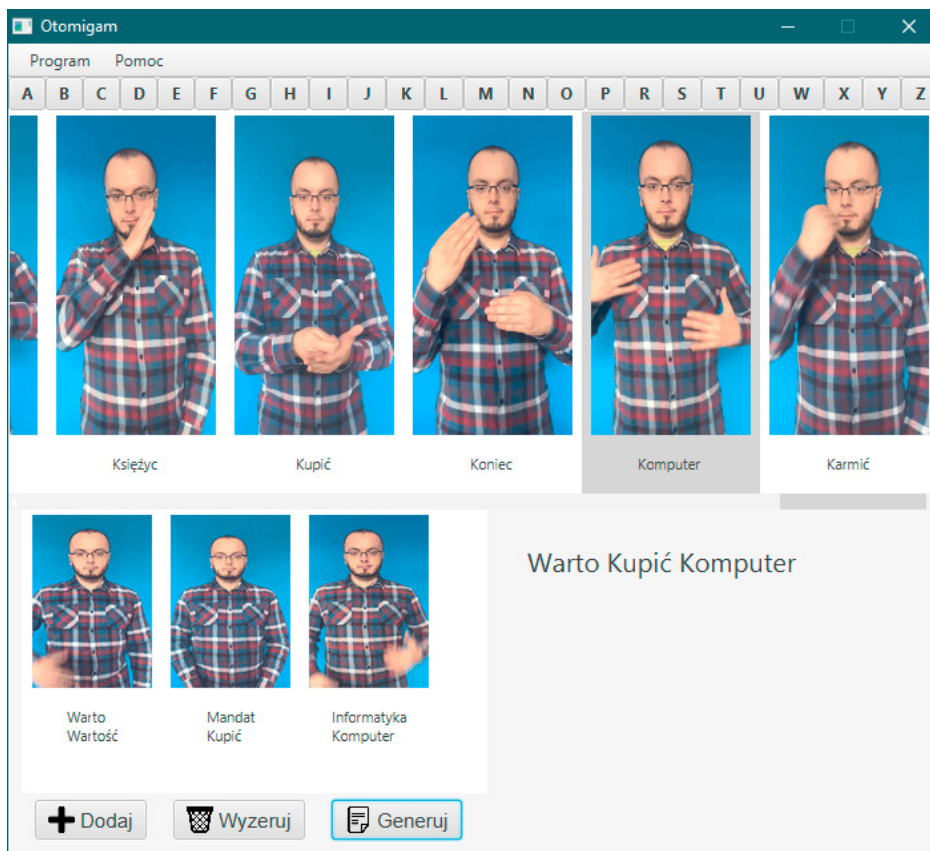 Otomigam
Program Pomoc
A B C D E F G H I J K L M N O P R S T U W X Y Z
Księżyc Kupić Koniec Komputer Karmić
Warto Kupić Komputer
Warto Mandat Informatyka
Wartość Kupić Komputer
Dodaj Wyzeruj Generuj